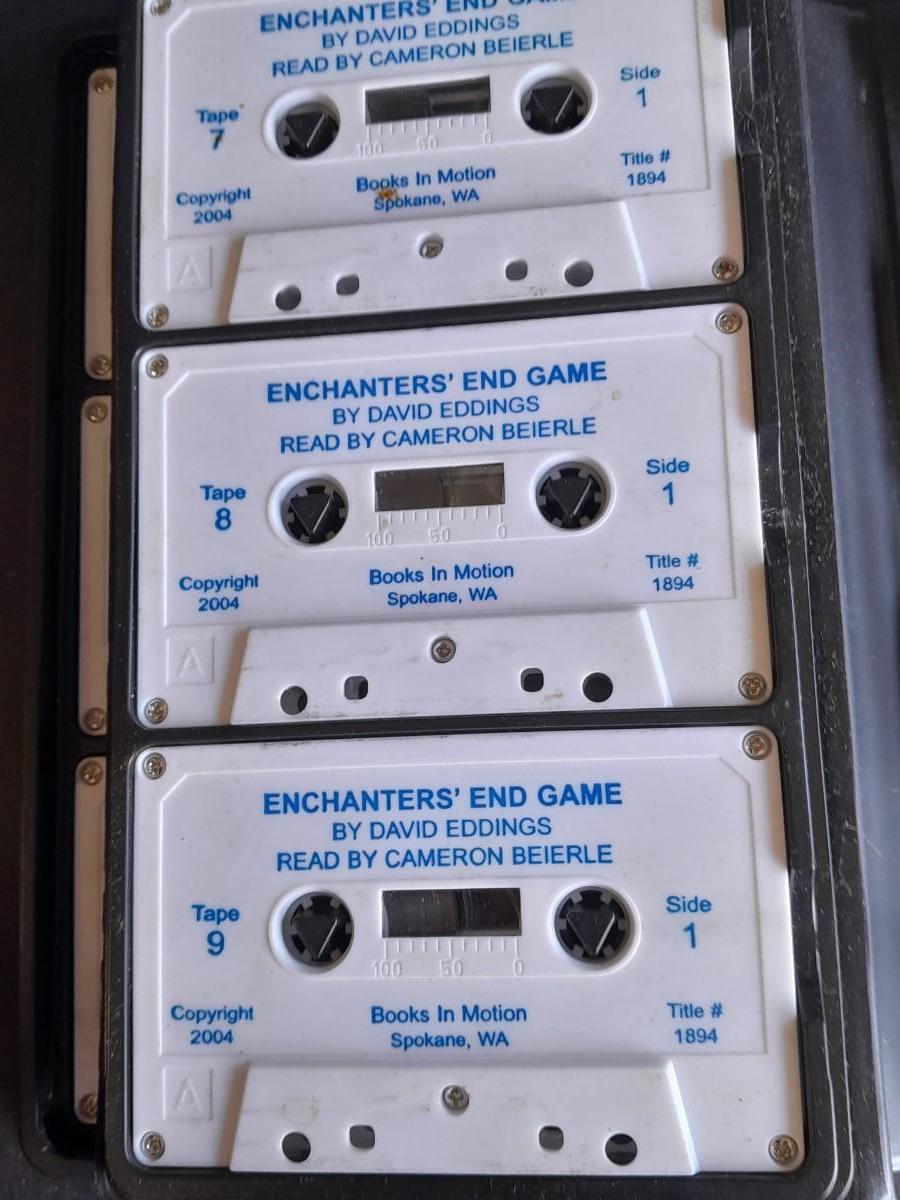 ENCHANTERS' END GAME
BY DAVID EDDINGS
READ BY CAMERON BEIERLE
Tape
7
Side
1
100 50 0
Copyright
2004
Books In Motion
Spokane, WA
Title #
1894
A
ENCHANTERS' END GAME
BY DAVID EDDINGS
READ BY CAMERON BEIERLE
Tape
8
Side
1
100 50 0
Copyright
2004
Books In Motion
Spokane, WA
Title #
1894
A
ENCHANTERS' END GAME
BY DAVID EDDINGS
READ BY CAMERON BEIERLE
Tape
9
Side
1
100 50 0
Copyright
2004
Books In Motion
Spokane, WA
Title #
1894
A